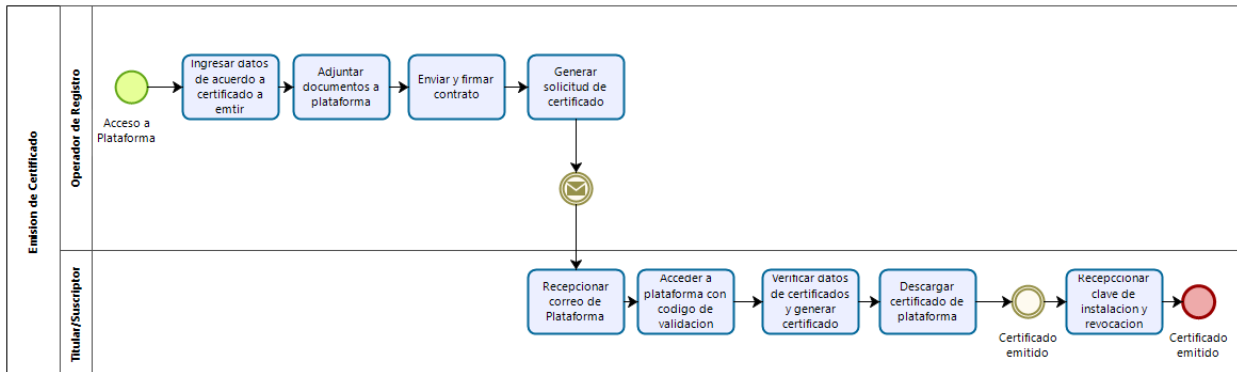 Emision de Certificado
Operador de Registro
Acceso a
Plataforma
Ingresar datos
de acuerdo a
certificado a
emtir
Adjuntar
documentos a
plataforma
Enviar y firmar
contrato
Generar
solicitud de
certificado
Titular/Suscriptor
Recepcionar
correo de
Plataforma
Acceder a
plataforma con
codigo de
validacion
Verificar datos
de certificados
y generar
certificado
Descargar
certificado de
plataforma
Certificado
emitido
Recepccionar
clave de
instalacion y
revocacion
Certificado
emitido